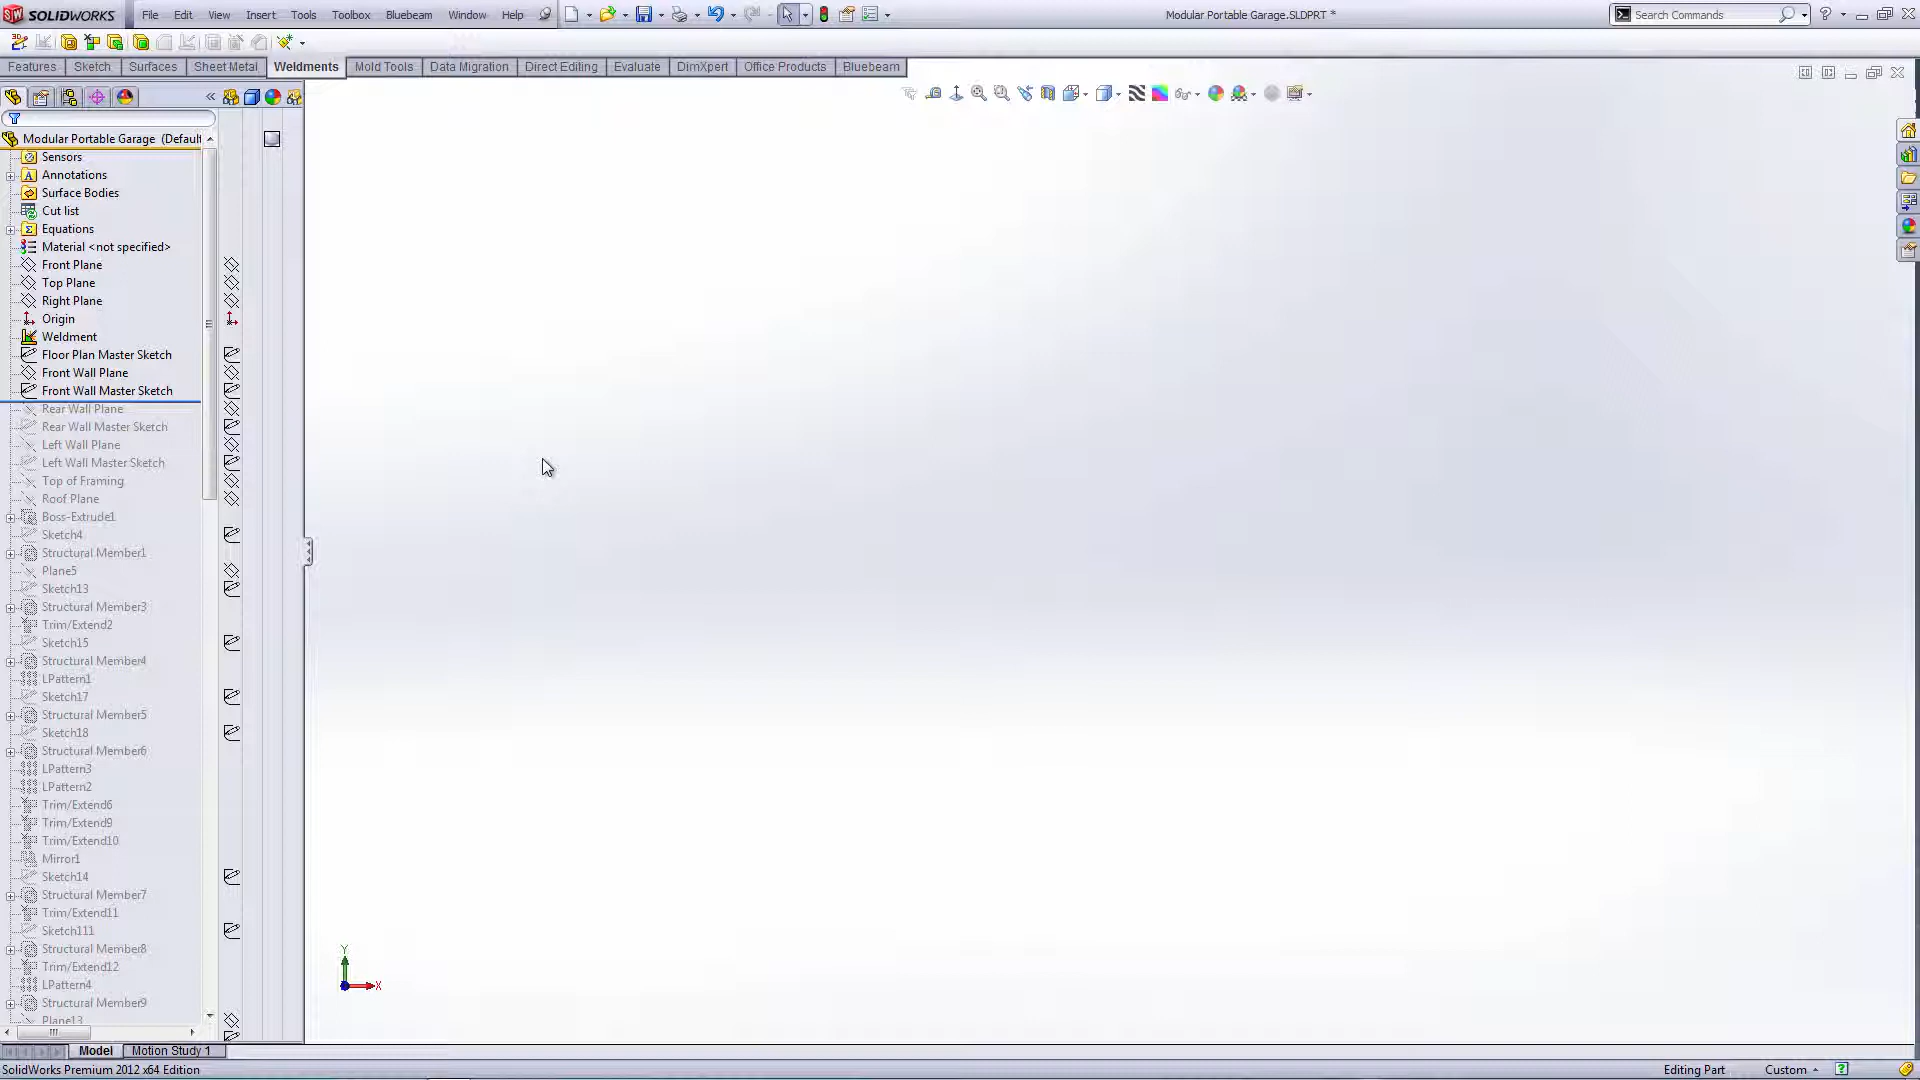 SOLIDWORKS File Edit View Insert Tools Toolbox Bluebeam Window Help Modular Portable Garage.SLDPRT * Search Commands
Features Sketch Surfaces Sheet Metal Weldments Mold Tools Data Migration Direct Editing Evaluate DimXpert Office Products Bluebeam
Modular Portable Garage (Default
Sensors
Annotations
Surface Bodies
Cut list
Equations
Material <not specified>
Front Plane
Top Plane
Right Plane
Origin
Weldment
Floor Plan Master Sketch
Front Wall Plane
Front Wall Master Sketch
Rear Wall Plane
Rear Wall Master Sketch
Left Wall Plane
Left Wall Master Sketch
Top of Framing
Roof Plane
Boss-Extrude1
Sketch4
Structural Member1
Plane5
Sketch13
Structural Member3
Trim/Extend2
Sketch15
Structural Member4
LPattern1
Sketch17
Structural Member5
Sketch18
Structural Member6
LPattern3
LPattern2
Trim/Extend6
Trim/Extend9
Trim/Extend10
Mirror1
Sketch14
Structural Member7
Trim/Extend11
Sketch111
Structural Member8
Trim/Extend12
LPattern4
Structural Member9
Plane13
Y
X
Model Motion Study 1
SolidWorks Premium 2012 x64 Edition Editing Part Custom